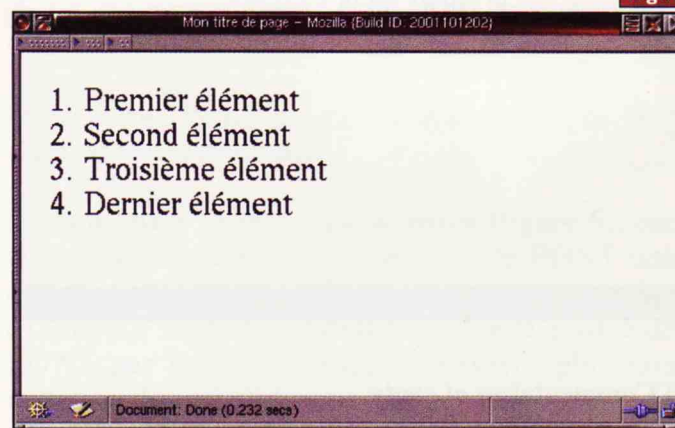 Mon titre de page - Mozilla {Build ID: 2001101202}
1. Premier élément
2. Second élément
3. Troisième élément
4. Dernier élément
Document: Done (0.232 secs)